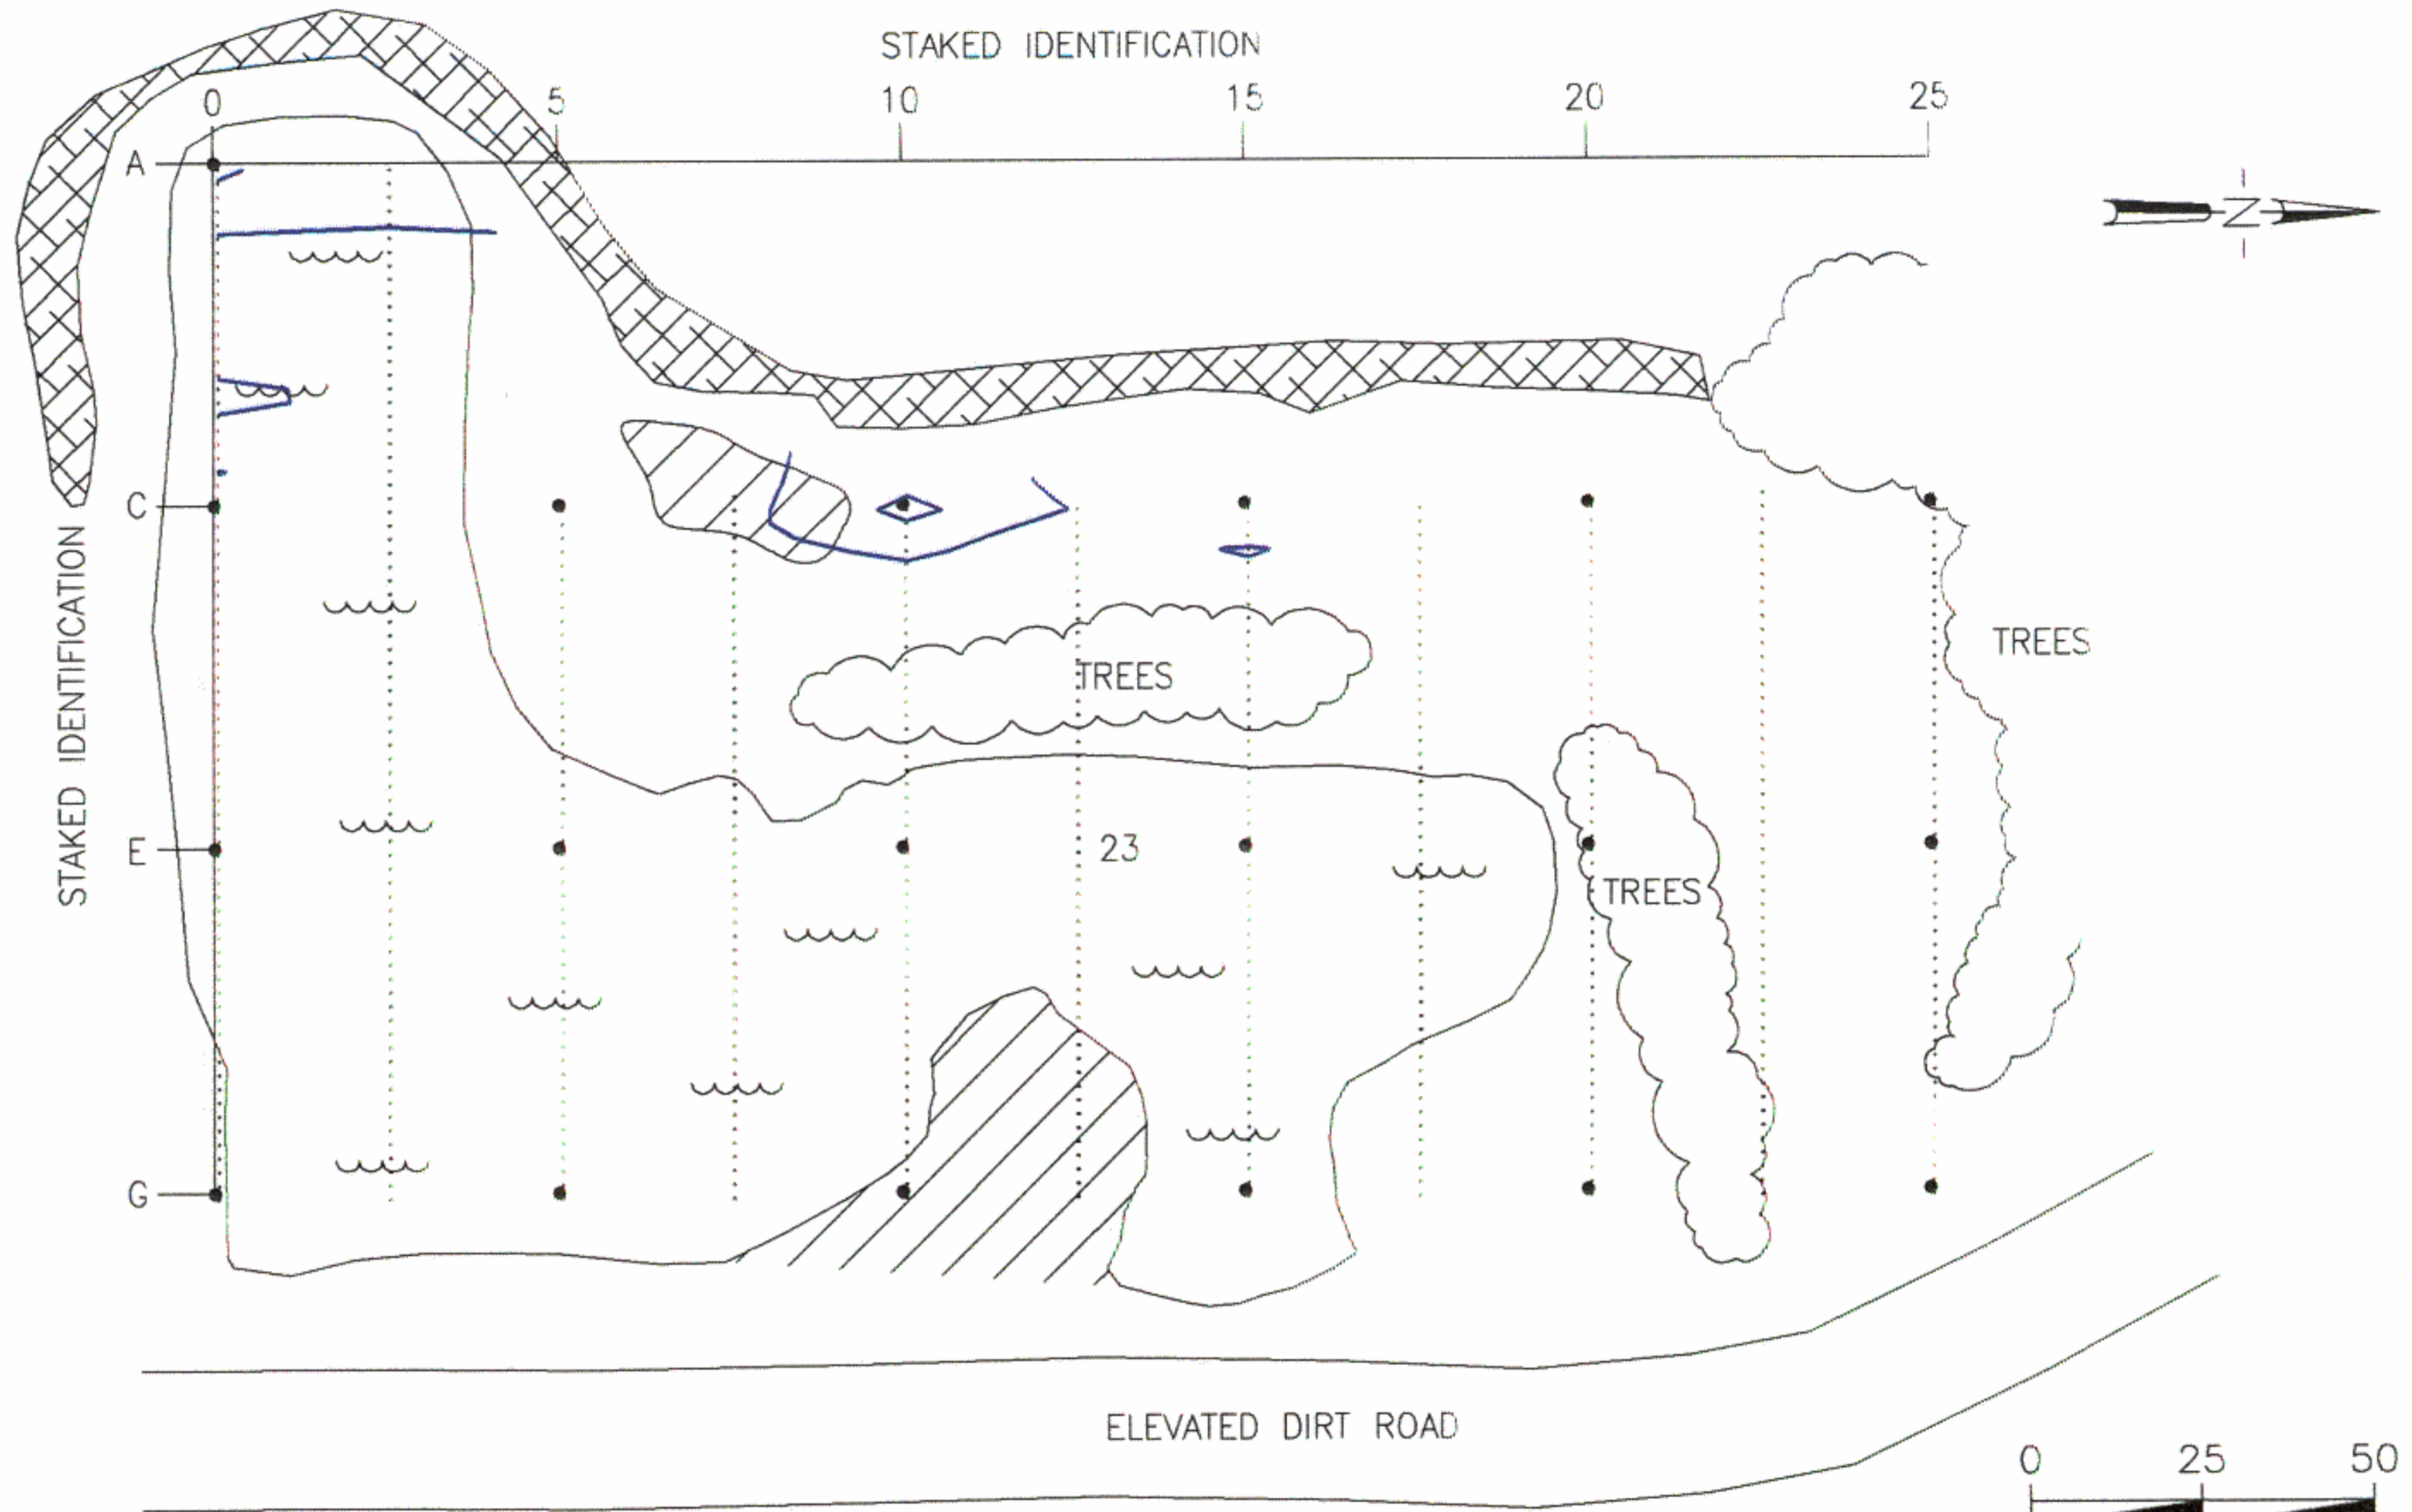 STAKED IDENTIFICATION
0 5 10 15 20 25
A
N
C
STAKED IDENTIFICATION
TREES
TREES
E
23
TREES
G
ELEVATED DIRT ROAD
0 25 50